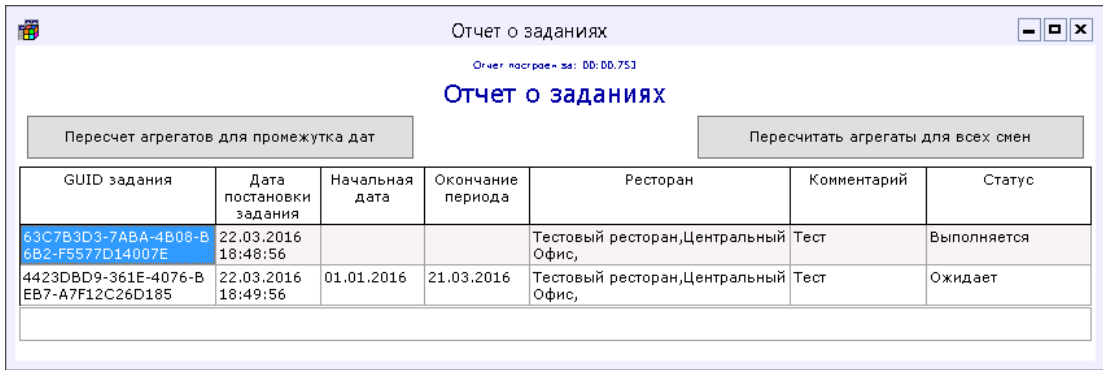 Отчет о заданиях
Отчет построен за: 00:00.753
Отчет о заданиях
Пересчет агрегатов для промежутка дат
Пересчитать агрегаты для всех смен
GUID задания
Дата
постановки
задания
Начальная
дата
Окончание
периода
Ресторан
Комментарий
Статус
63C7B3D3-7ABA-4B08-B
6B2-F5577D14007E
22.03.2016
18:48:56
Тестовый ресторан,Центральный
Офис,
Тест
Выполняется
4423DBD9-361E-4076-B
EB7-A7F12C26D185
22.03.2016
18:49:56
01.01.2016
21.03.2016
Тестовый ресторан,Центральный
Офис,
Тест
Ожидает